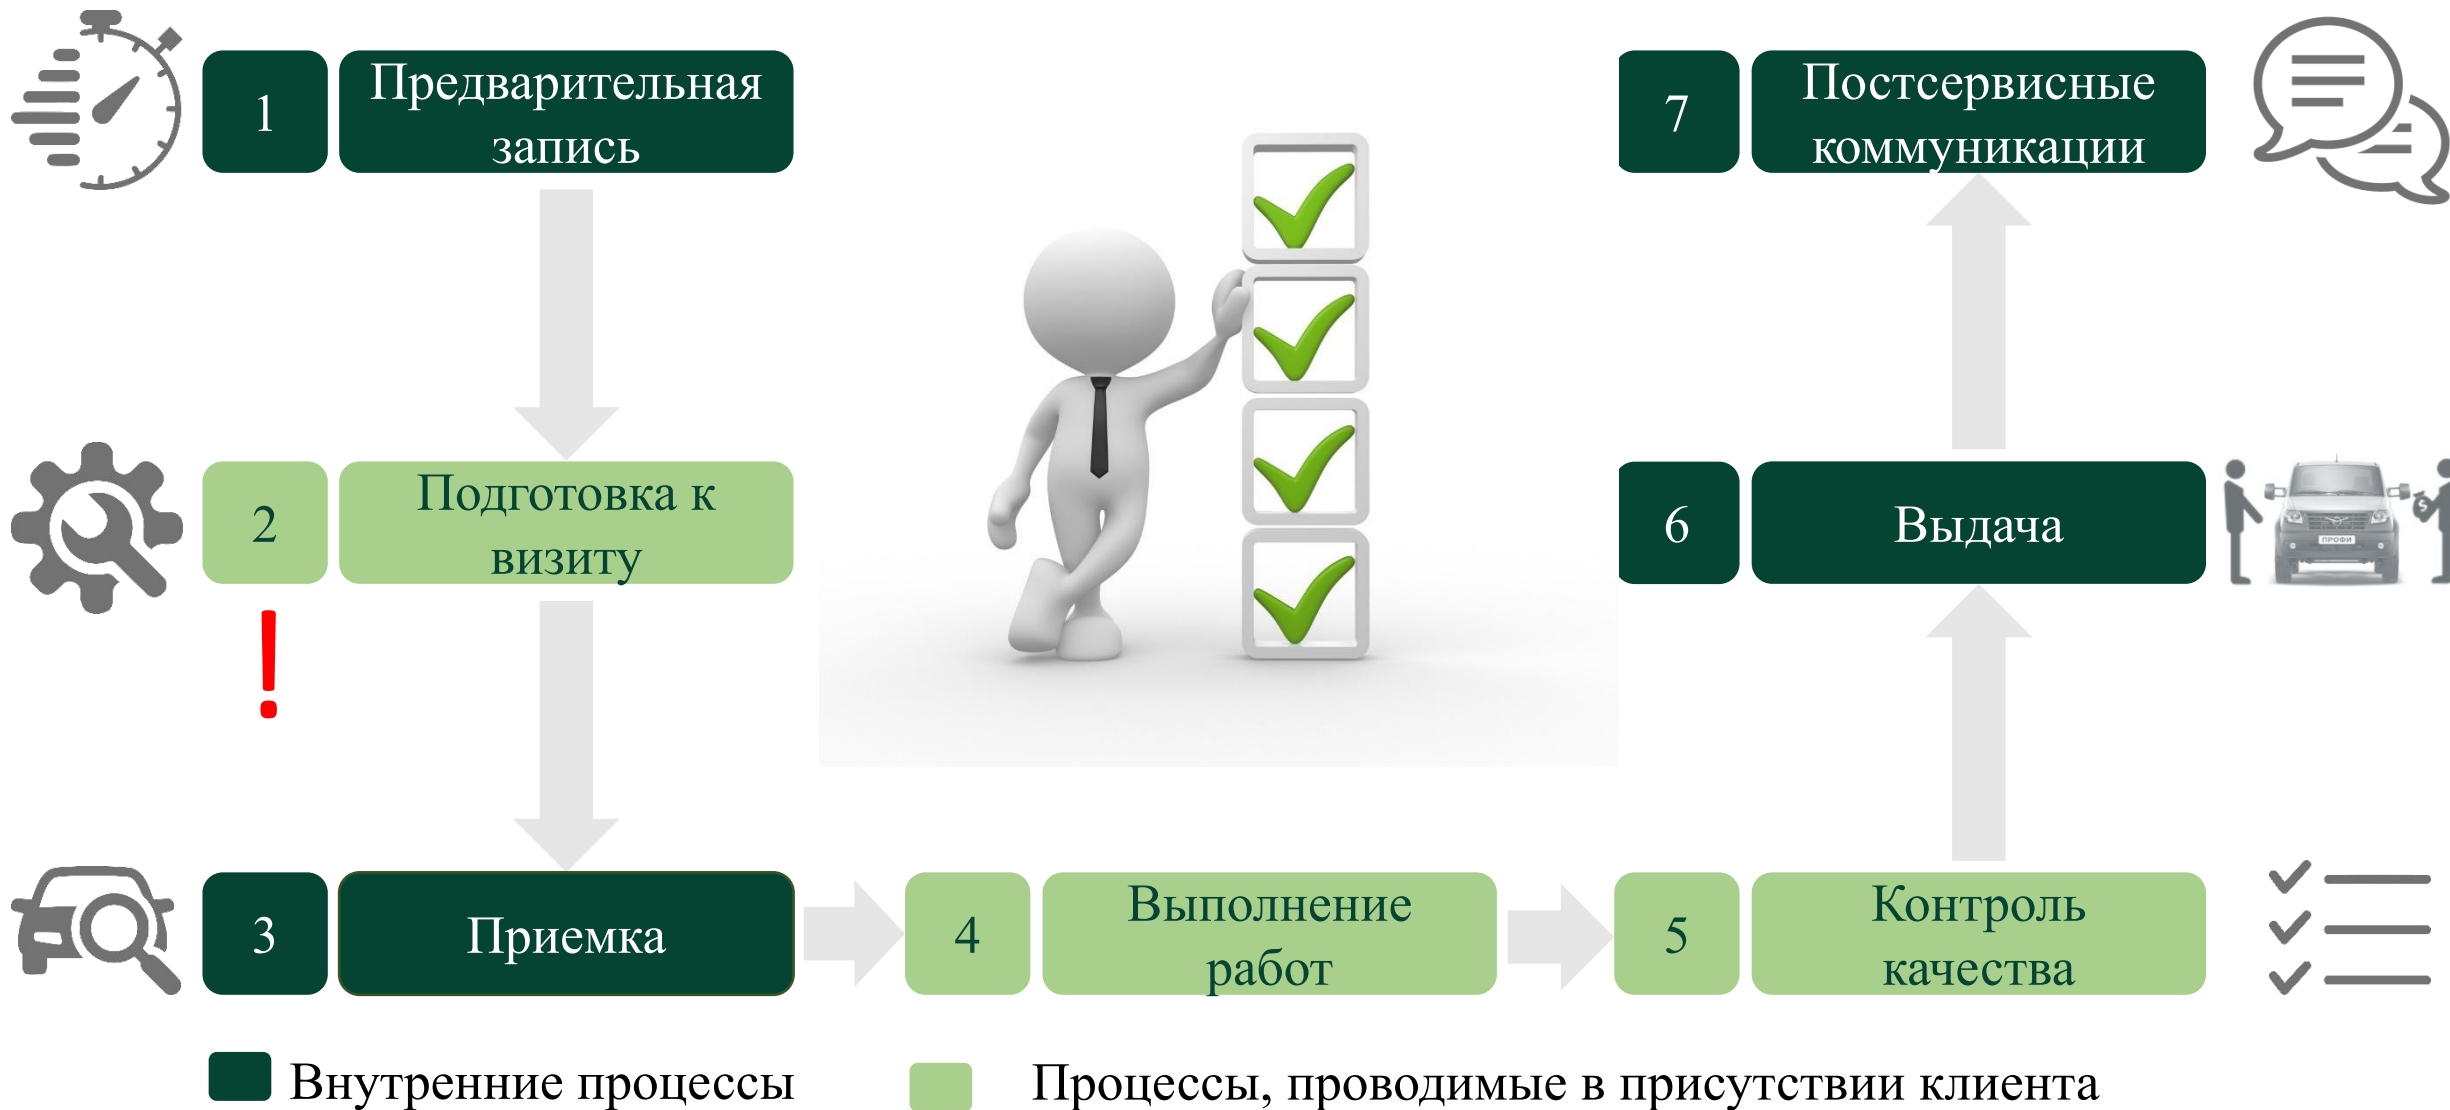 1
Предварительная
запись
2
Подготовка к
визиту
!
3
Приемка
4
Выполнение
работ
5
Контроль
качества
6
Выдача
ПРОФИ
$
7
Постсервисные
коммуникации
Внутренние процессы
Процессы, проводимые в присутствии клиента